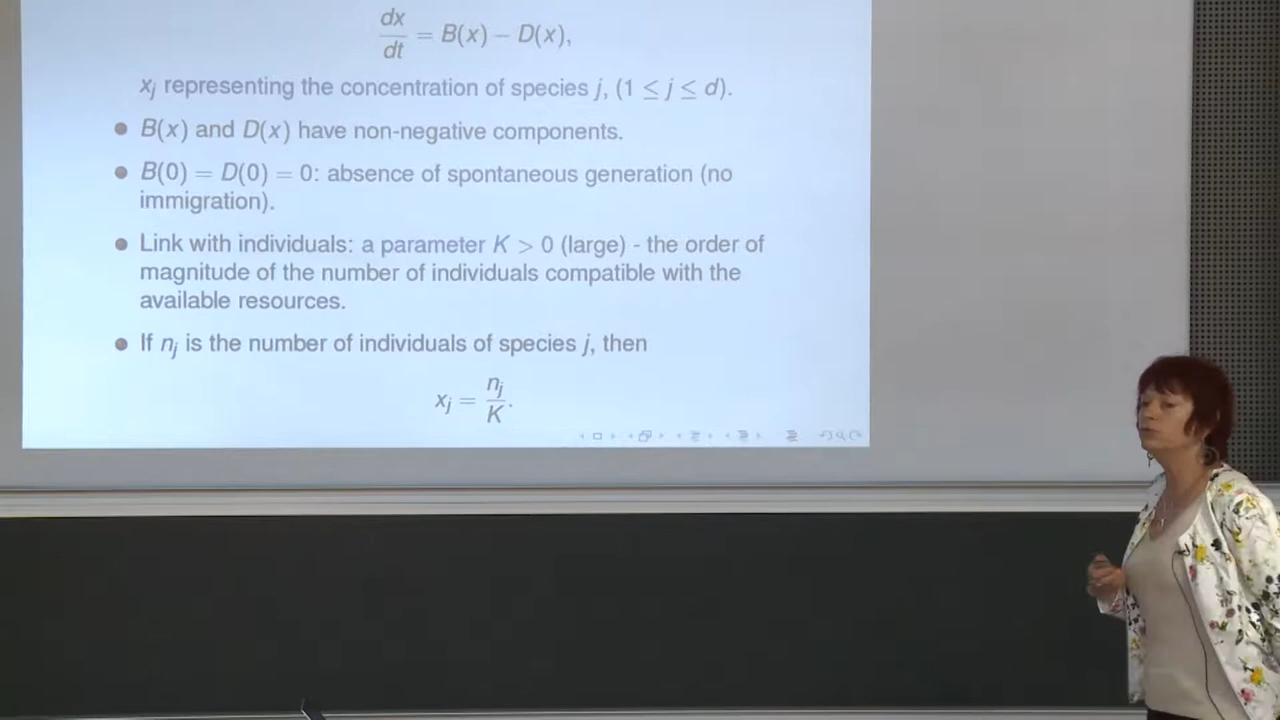 dx/dt = B(x) − D(x),
x_j representing the concentration of species j, (1 ≤ j ≤ d).
• B(x) and D(x) have non-negative components.
• B(0) = D(0) = 0: absence of spontaneous generation (no
immigration).
• Link with individuals: a parameter K > 0 (large) - the order of
magnitude of the number of individuals compatible with the
available resources.
• If n_j is the number of individuals of species j, then
x_j = n_j/K.